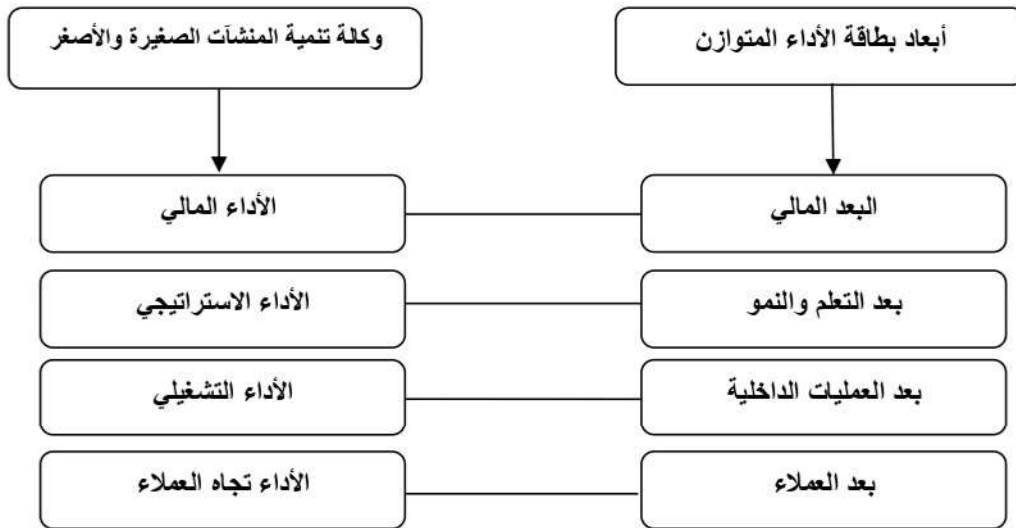 أبعاد بطاقة الأداء المتوازن
وكالة تنمية المنشآت الصغيرة والأصغر
البعد المالي
الأداء المالي
بعد التعلم والنمو
الأداء الاستراتيجي
بعد العمليات الداخلية
الأداء التشغيلي
بعد العملاء
الأداء تجاه العملاء